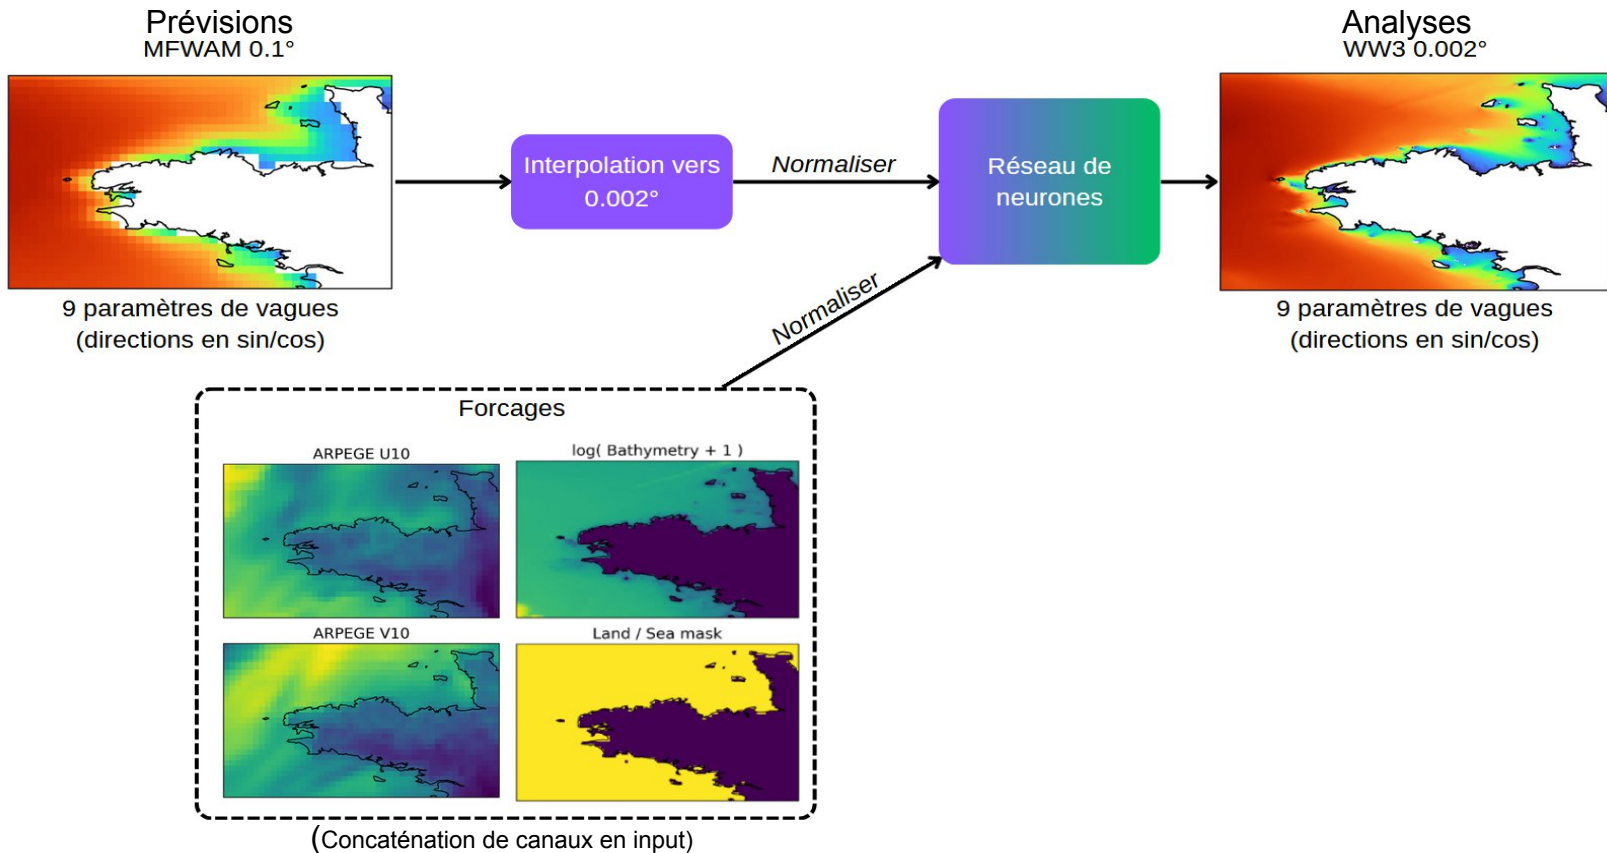 Prévisions
MFWAM 0.1°
Analyses
WW3 0.002°
Interpolation vers
0.002°
Normaliser
Réseau de
neurones
9 paramètres de vagues
(directions en sin/cos)
9 paramètres de vagues
(directions en sin/cos)
Normaliser
Forcages
ARPEGE U10
log( Bathymetry + 1 )
ARPEGE V10
Land / Sea mask
(Concaténation de canaux en input)